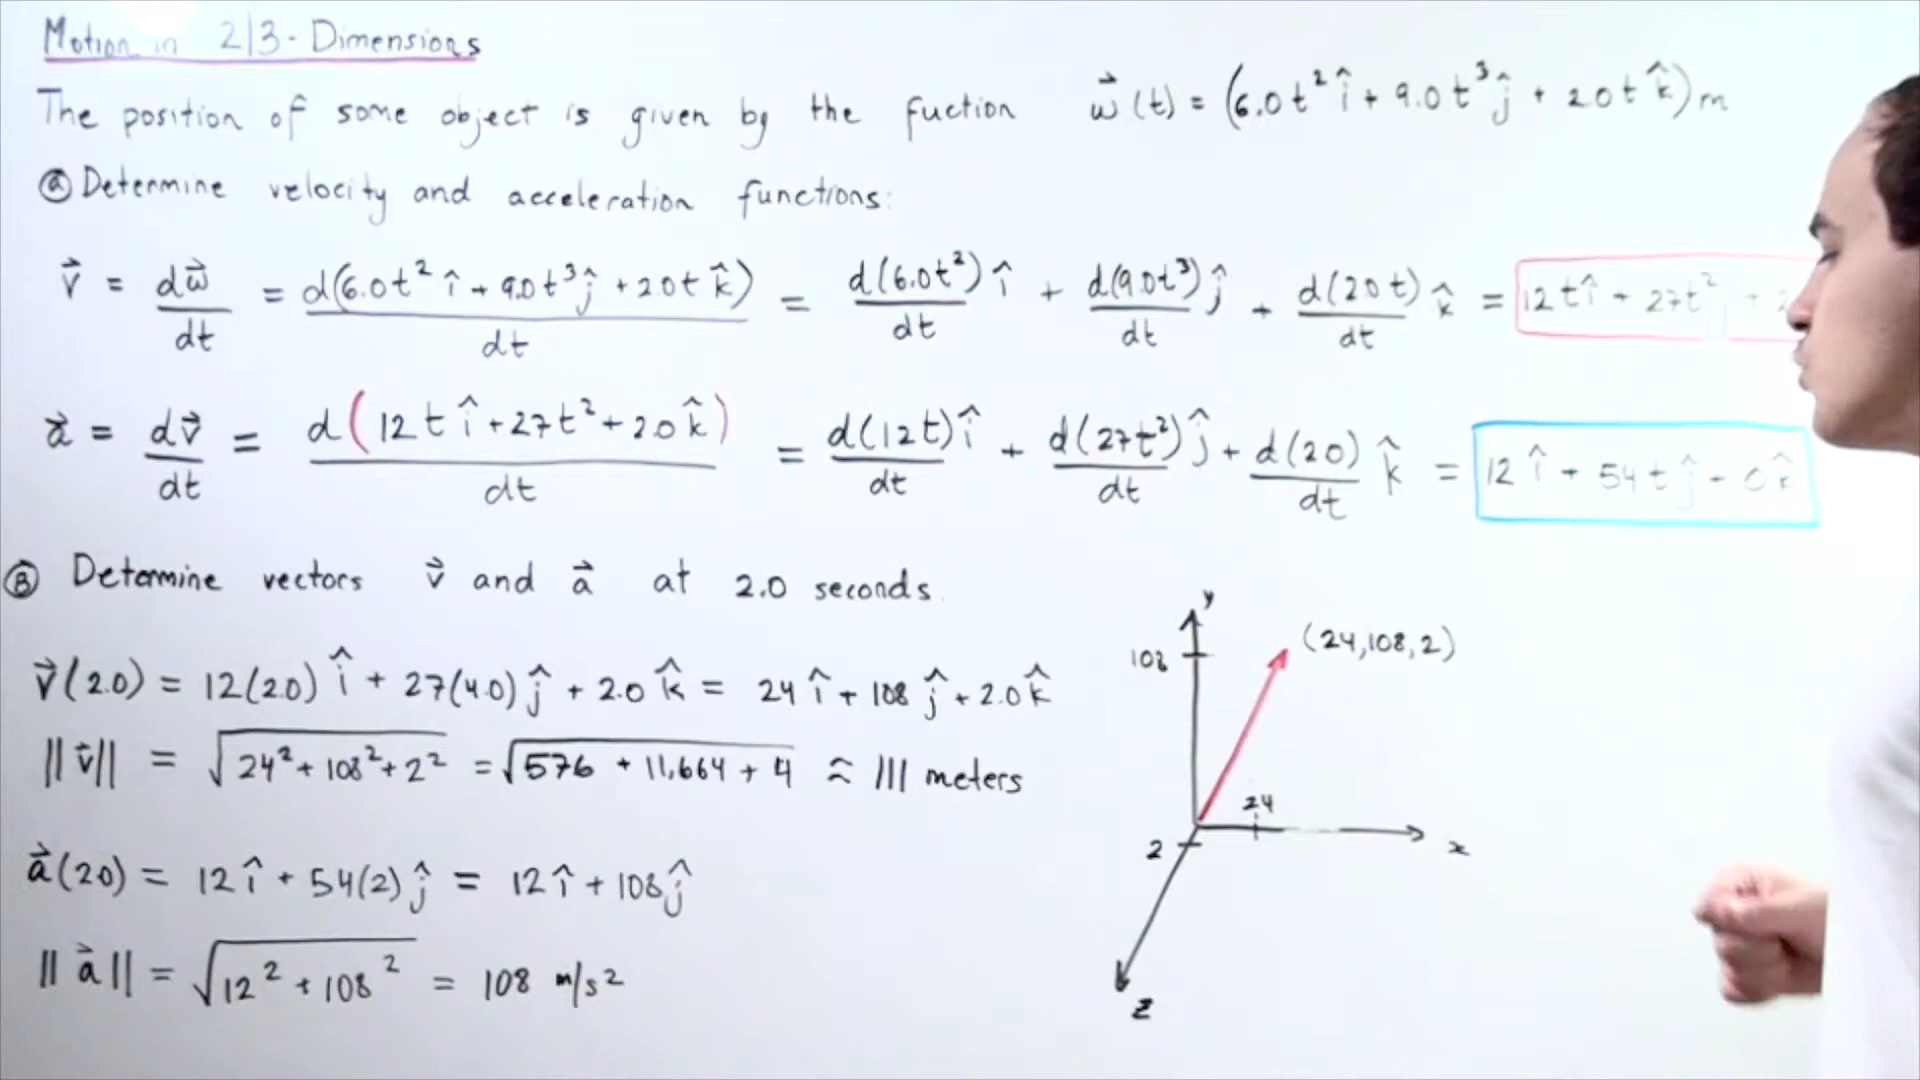 Motion in 2/3-Dimensions
The position of some object is given by the fuction w⃗(t) = (6.0t² î + 9.0t³ ĵ + 2.0t k̂)m
Ⓐ Determine velocity and acceleration functions:
v⃗ = dw⃗/dt = d(6.0t² î + 9.0t³ ĵ + 2.0t k̂)/dt = d(6.0t²)/dt î + d(9.0t³)/dt ĵ + d(2.0t)/dt k̂ = 12t î + 27t² ĵ +
a⃗ = dv⃗/dt = d(12t î + 27t² + 2.0 k̂)/dt = d(12t)/dt î + d(27t²)/dt ĵ + d(2.0)/dt k̂ = 12 î + 54t ĵ + 0 k̂
Ⓑ Determine vectors v⃗ and a⃗ at 2.0 seconds.
v⃗(2.0) = 12(2.0) î + 27(4.0) ĵ + 2.0 k̂ = 24 î + 108 ĵ + 2.0 k̂
||v⃗|| = √(24² + 108² + 2²) = √(576 + 11,664 + 4) ≈ 111 meters
a⃗(2.0) = 12 î + 54(2) ĵ = 12 î + 108 ĵ
||a⃗|| = √(12² + 108²) = 108 m/s²
y
108
(24,108,2)
24
x
2
z